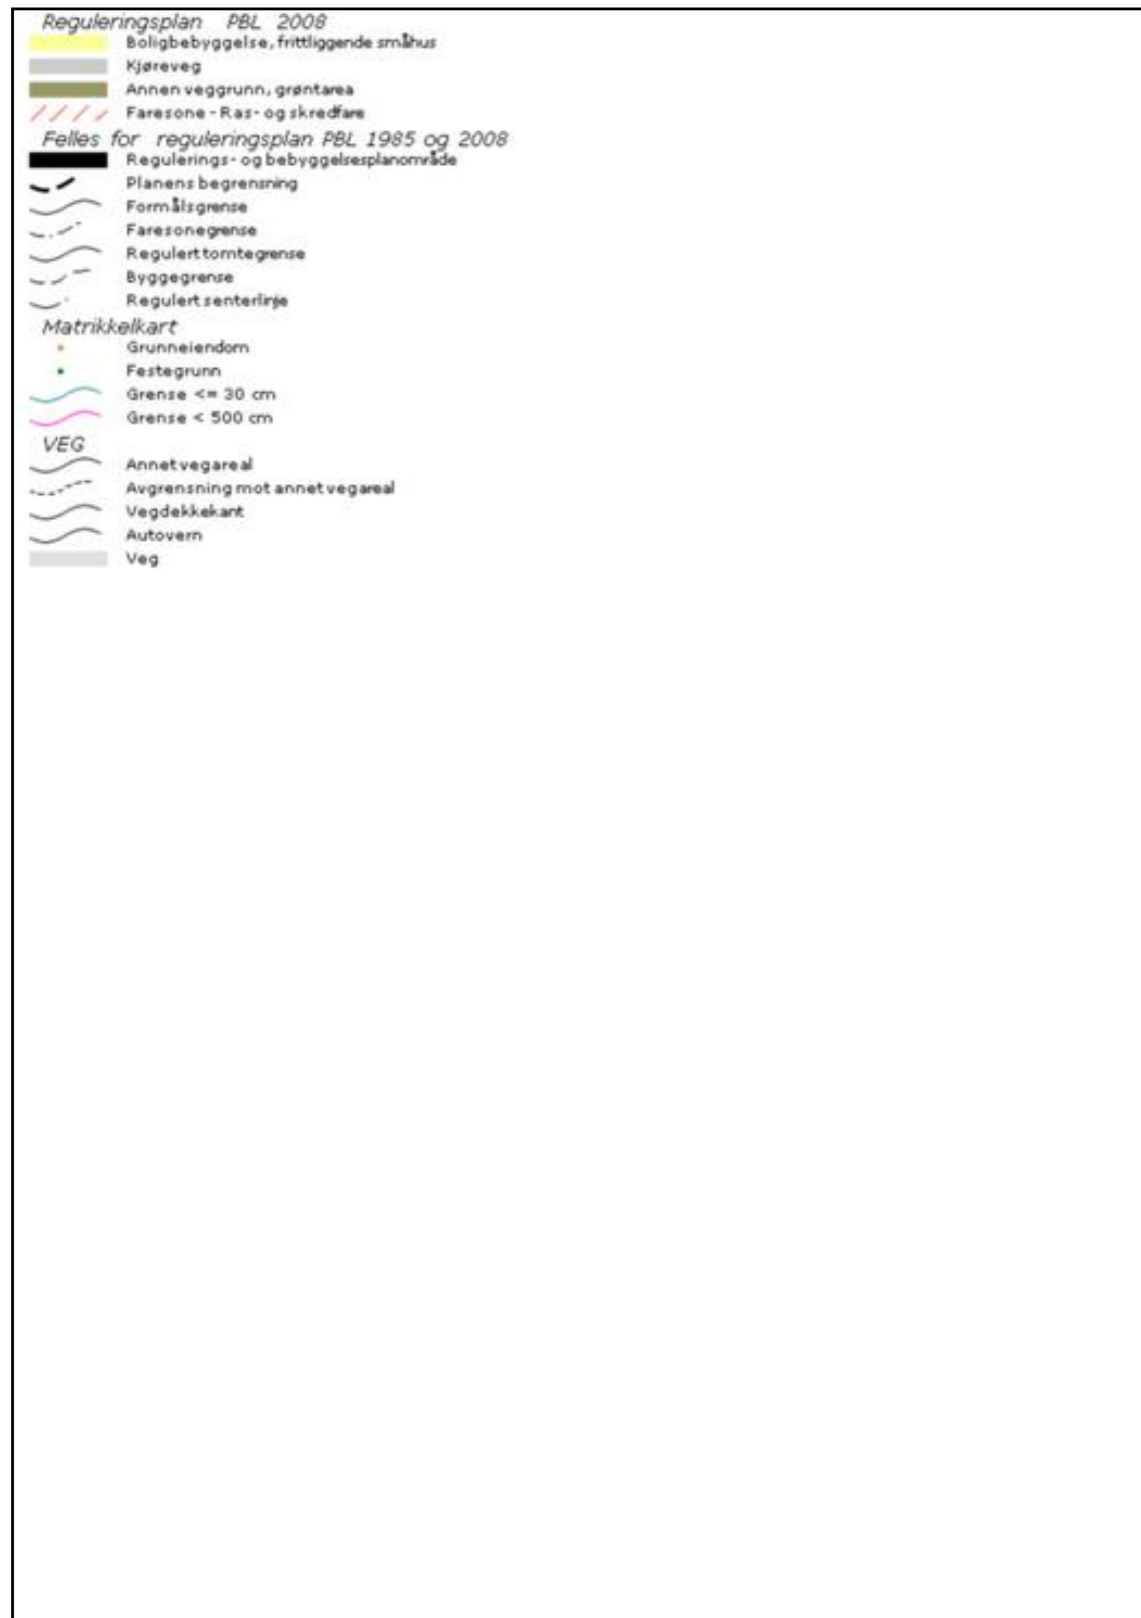 Reguleringsplan PBL 2008
Boligbebyggelse, frittliggende småhus
Kjøreveg
Annen veggrunn, grøntarea
Faresone - Ras- og skredfare
Felles for reguleringsplan PBL 1985 og 2008
Regulerings- og bebyggelsesplanområde
Planens begrensning
Formålsgrense
Faresonegrense
Regulert tomtegrense
Byggegrense
Regulert senterlinje
Matrikkelkart
Grunneiendom
Festegrunn
Grense <= 30 cm
Grense < 500 cm
VEG
Annet vegareal
Avgrensning mot annet vegareal
Vegdekkekant
Autovern
Veg